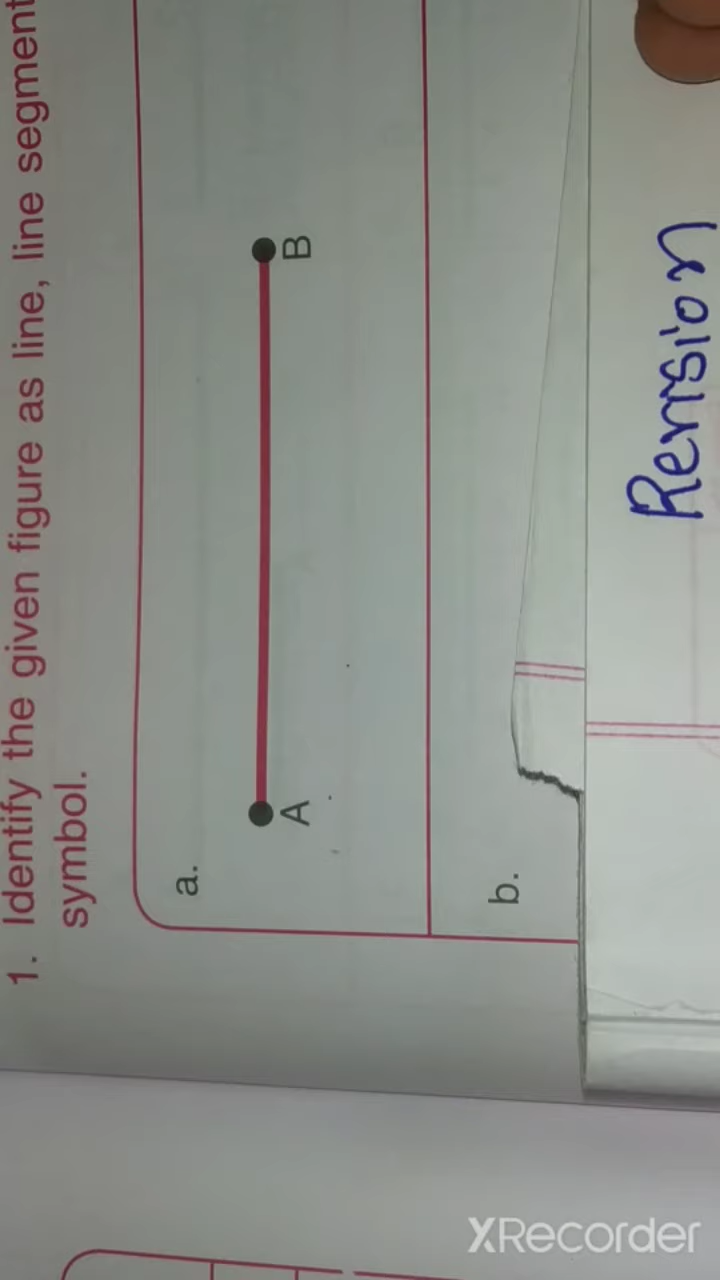 1. Identify the given figure as line, line segment
symbol.
a.
A B
b.
Revision
XRecorder